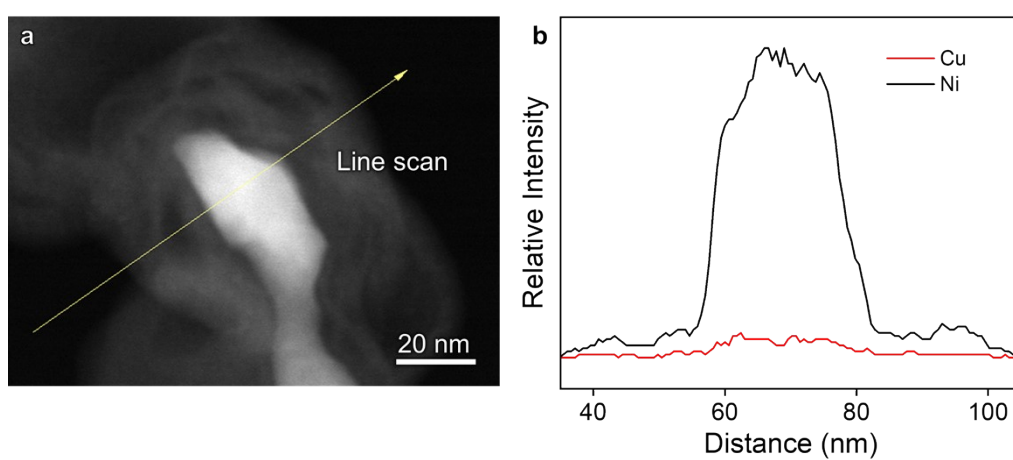 a
Line scan
20 nm
b
Cu
Ni
Relative Intensity
40 60 80 100
Distance (nm)